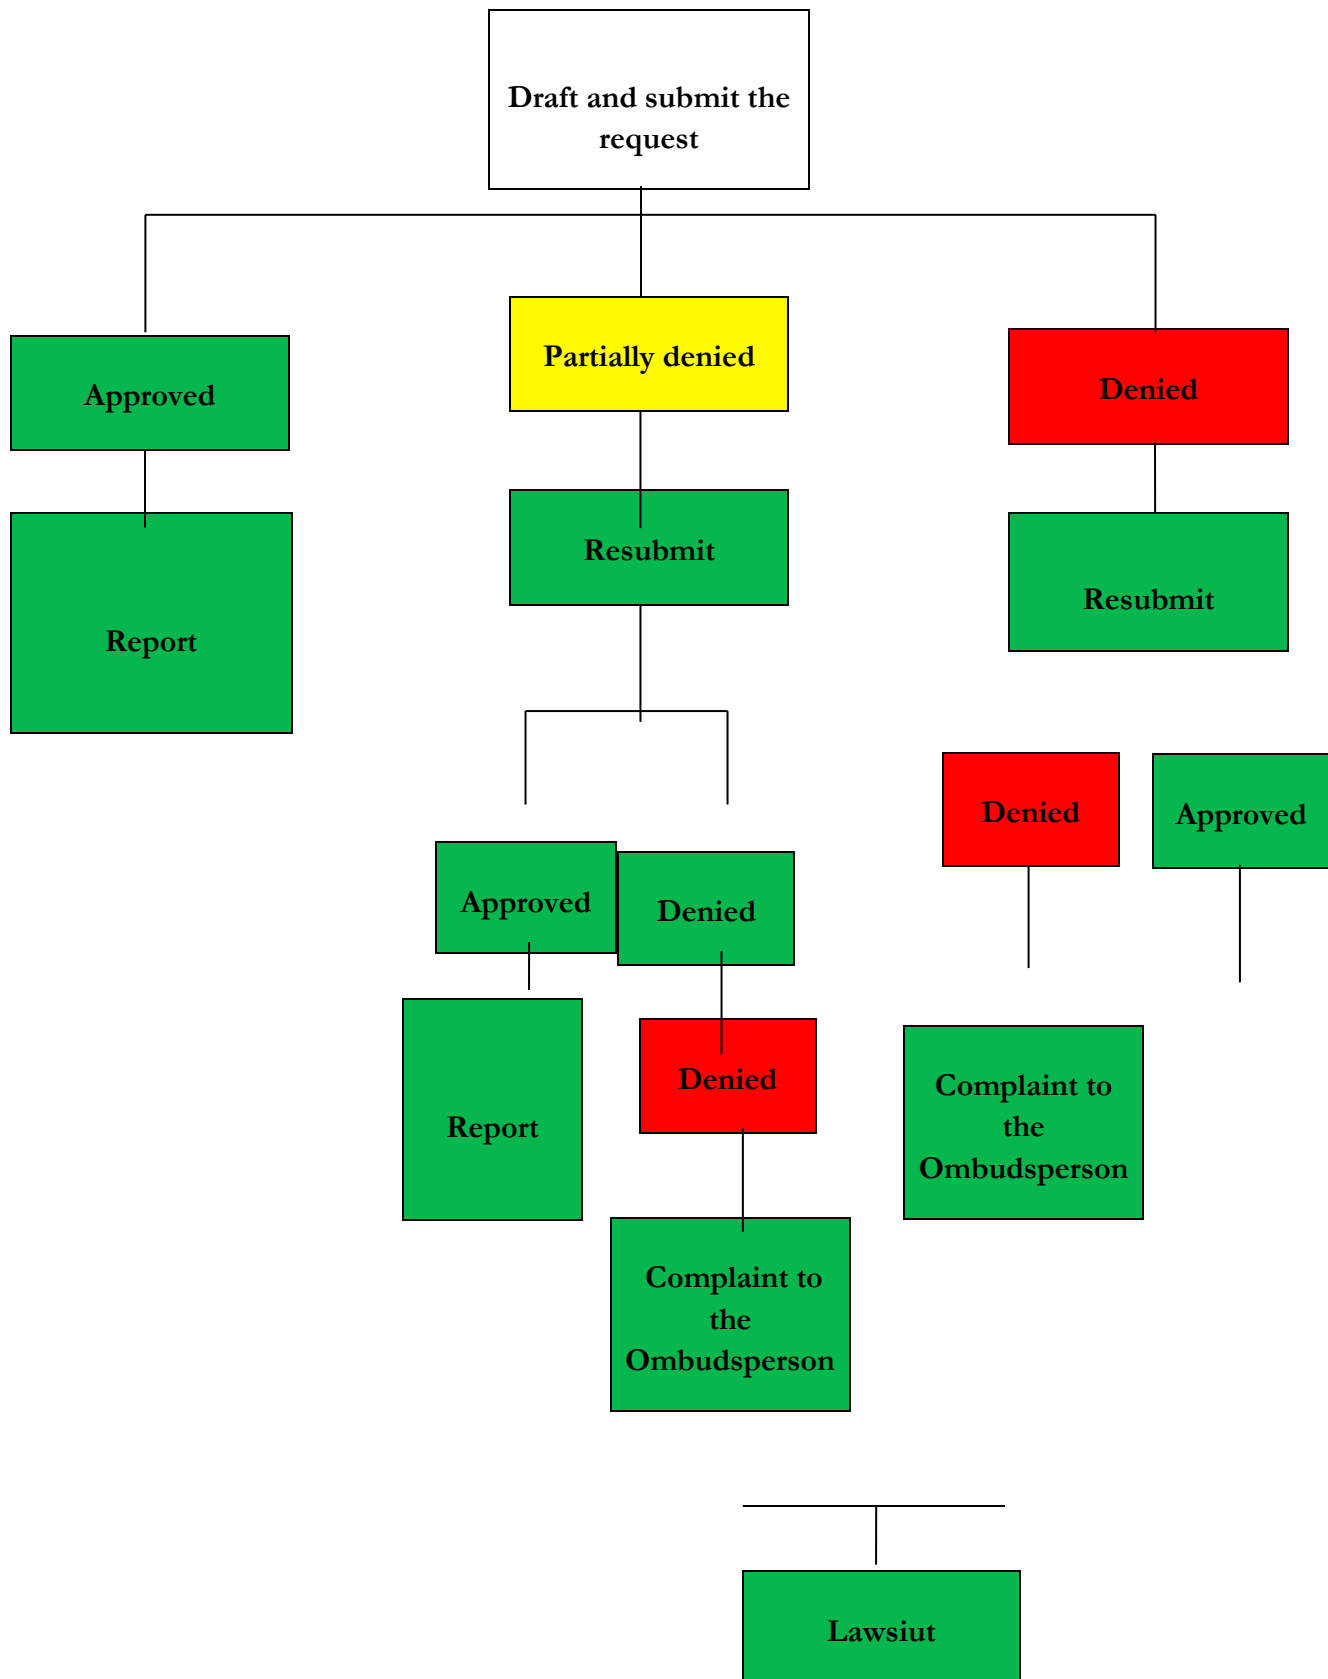 Draft and submit the
request
Partially denied
Approved
Denied
Resubmit
Resubmit
Report
Denied
Approved
Approved
Denied
Denied
Report
Complaint to
the
Ombudsperson
Complaint to
the
Ombudsperson
Lawsiut